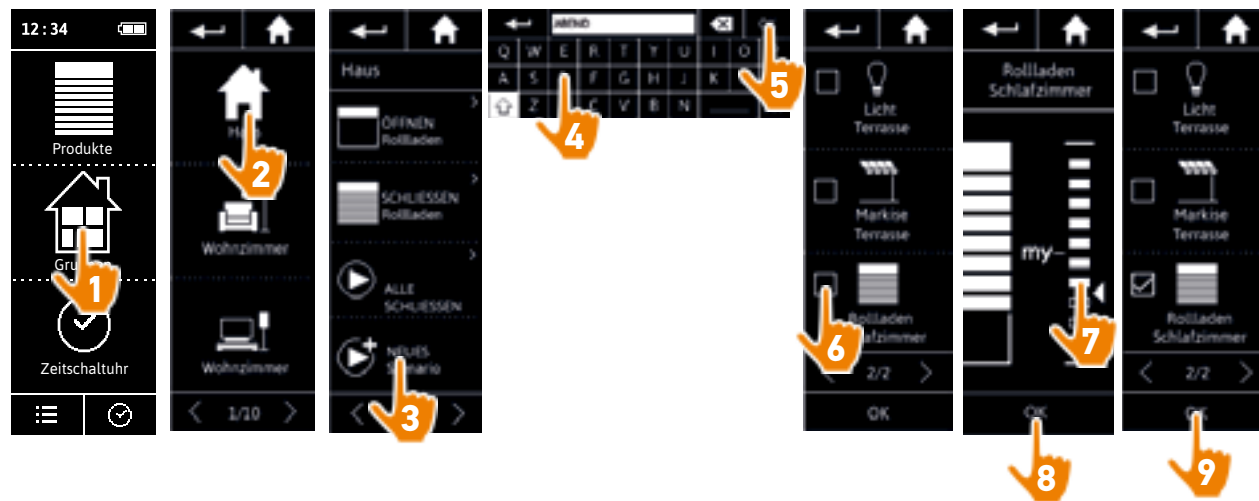 12:34
Produkte
1
Zeitschaltuhr
2
Wohnzimmer
Wohnzimmer
1/10
Haus
ÖFFNEN
Rollladen
SCHLIESSEN
Rollladen
ALLE
SCHLIESSEN
NEUES
3
ABEND
Q W E R T Y U I O
A S F G H J K
Z C V B N
4
5
Licht
Terrasse
Markise
Terrasse
Rollladen
6
2/2
OK
Rollladen
Schlafzimmer
my
7
OK
8
Licht
Terrasse
Markise
Terrasse
Rollladen
Schlafzimmer
2/2
OK
9